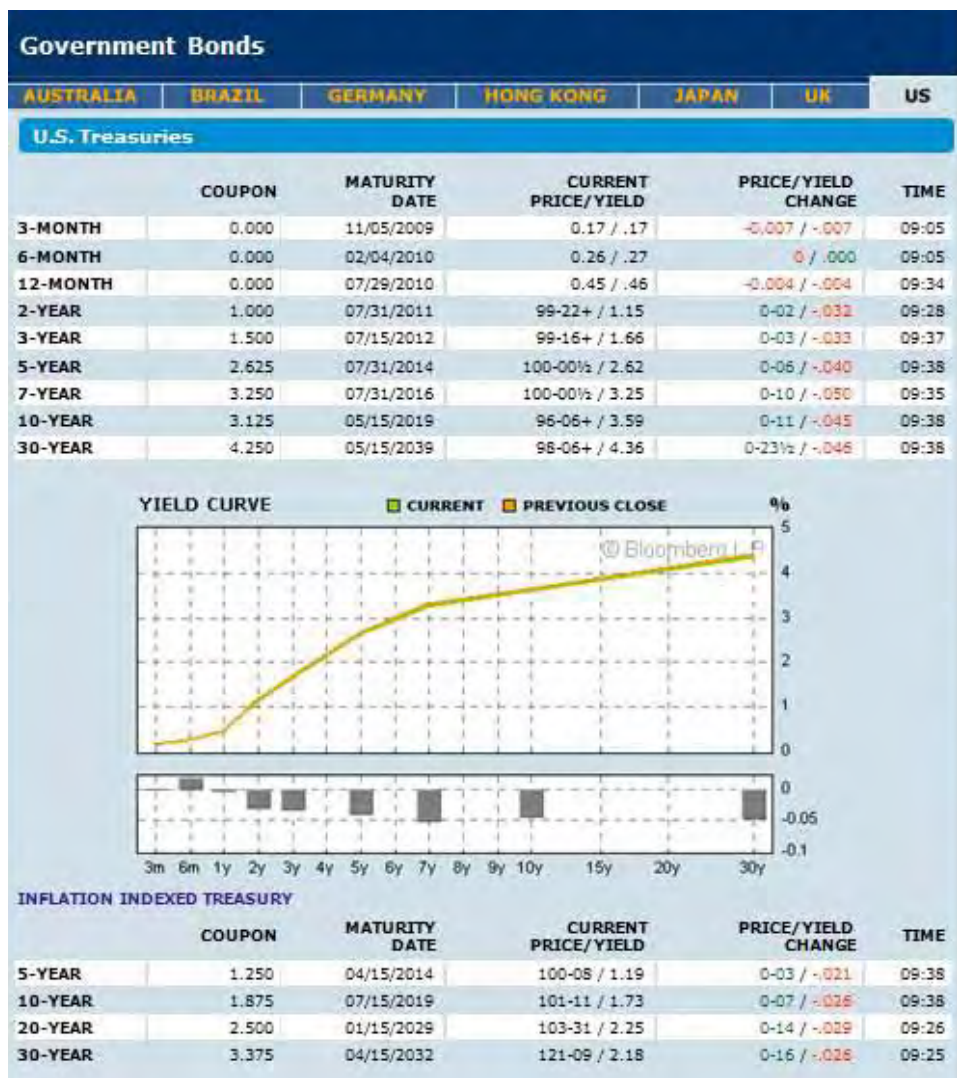 Government Bonds
AUSTRALIA BRAZIL GERMANY HONG KONG JAPAN UK US
U.S. Treasuries
COUPON MATURITY DATE CURRENT PRICE/YIELD PRICE/YIELD CHANGE TIME
3-MONTH 0.000 11/05/2009 0.17 / .17 -0.007 / -.007 09:05
6-MONTH 0.000 02/04/2010 0.26 / .27 0 / .000 09:05
12-MONTH 0.000 07/29/2010 0.45 / .46 -0.004 / -.004 09:34
2-YEAR 1.000 07/31/2011 99-22+ / 1.15 0-02 / -.032 09:28
3-YEAR 1.500 07/15/2012 99-16+ / 1.66 0-03 / -.033 09:37
5-YEAR 2.625 07/31/2014 100-00½ / 2.62 0-06 / -.040 09:38
7-YEAR 3.250 07/31/2016 100-00½ / 3.25 0-10 / -.050 09:35
10-YEAR 3.125 05/15/2019 96-06+ / 3.59 0-11 / -.045 09:38
30-YEAR 4.250 05/15/2039 98-06+ / 4.36 0-23½ / -.046 09:38
YIELD CURVE CURRENT PREVIOUS CLOSE %
5
© Bloomberg L.P.
4
3
2
1
0
0
-0.05
-0.1
3m 6m 1y 2y 3y 4y 5y 6y 7y 8y 9y 10y 15y 20y 30y
INFLATION INDEXED TREASURY
COUPON MATURITY DATE CURRENT PRICE/YIELD PRICE/YIELD CHANGE TIME
5-YEAR 1.250 04/15/2014 100-08 / 1.19 0-03 / -.021 09:38
10-YEAR 1.875 07/15/2019 101-11 / 1.73 0-07 / -.026 09:38
20-YEAR 2.500 01/15/2029 103-31 / 2.25 0-14 / -.029 09:26
30-YEAR 3.375 04/15/2032 121-09 / 2.18 0-16 / -.026 09:25